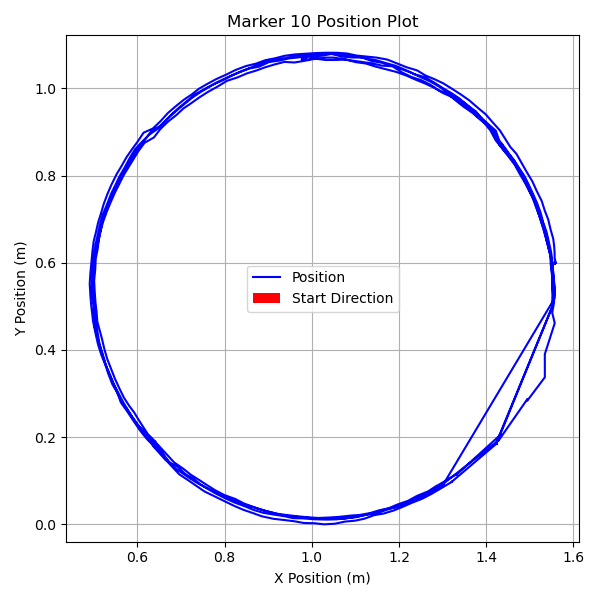 Marker 10 Position Plot
Y Position (m)
1.0
0.8
0.6
0.4
0.2
0.0
Position
Start Direction
0.6 0.8 1.0 1.2 1.4 1.6
X Position (m)